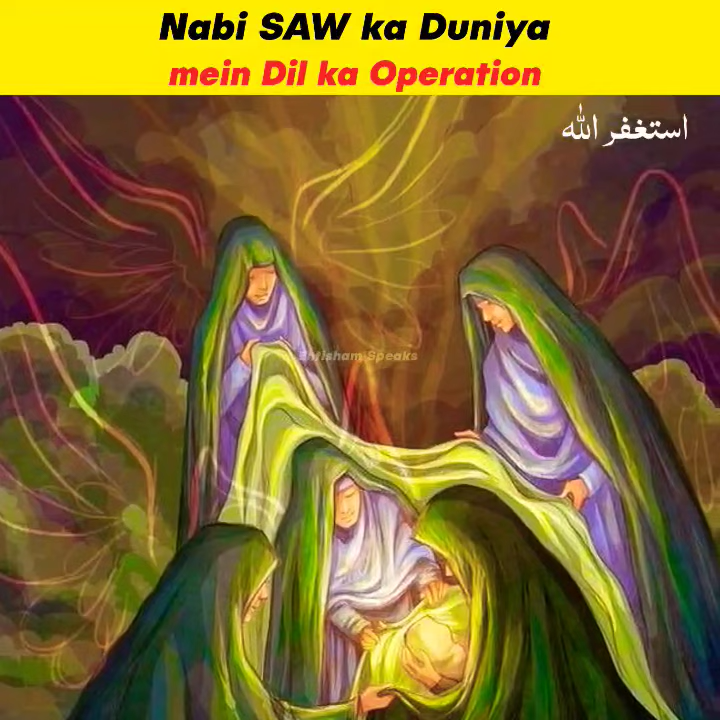 Nabi SAW ka Duniya
mein Dil ka Operation
استغفر الله
Ehtisham Speaks